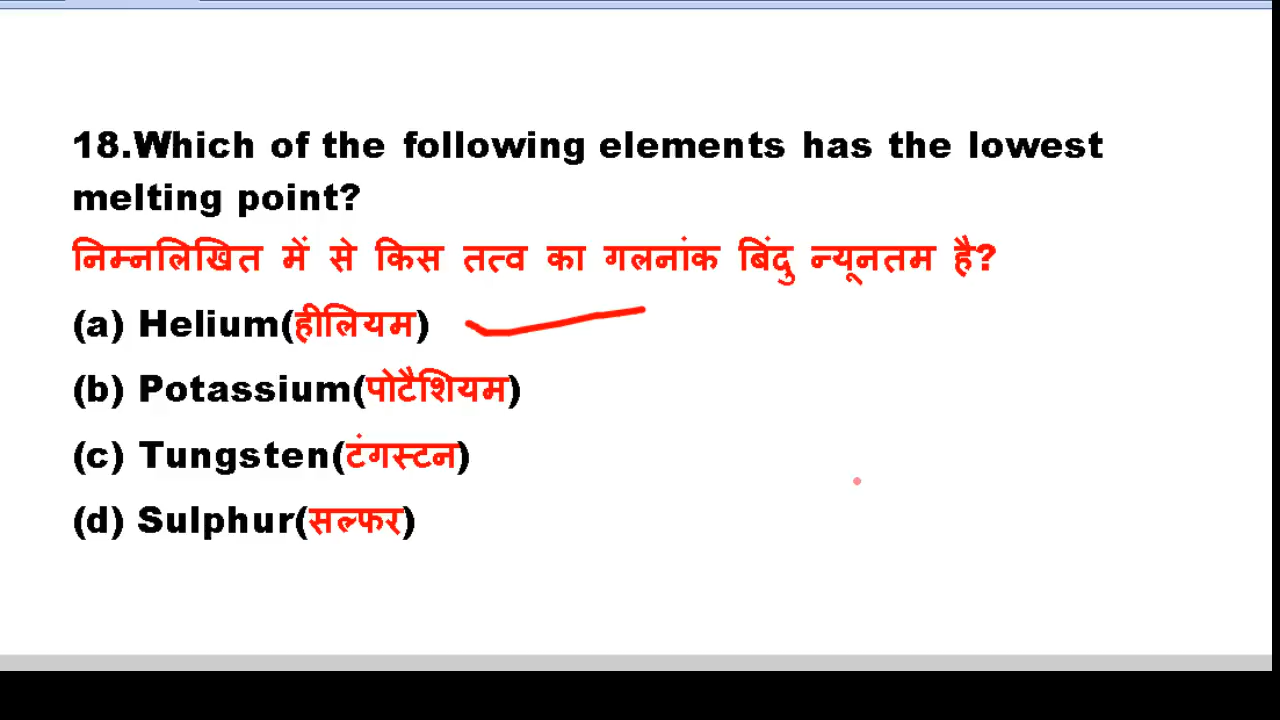 18.Which of the following elements has the lowest
melting point?
निम्नलिखित में से किस तत्व का गलनांक बिंदु न्यूनतम है?
(a) Helium(हीलियम)
(b) Potassium(पोटैशियम)
(c) Tungsten(टंगस्टन)
(d) Sulphur(सल्फर)